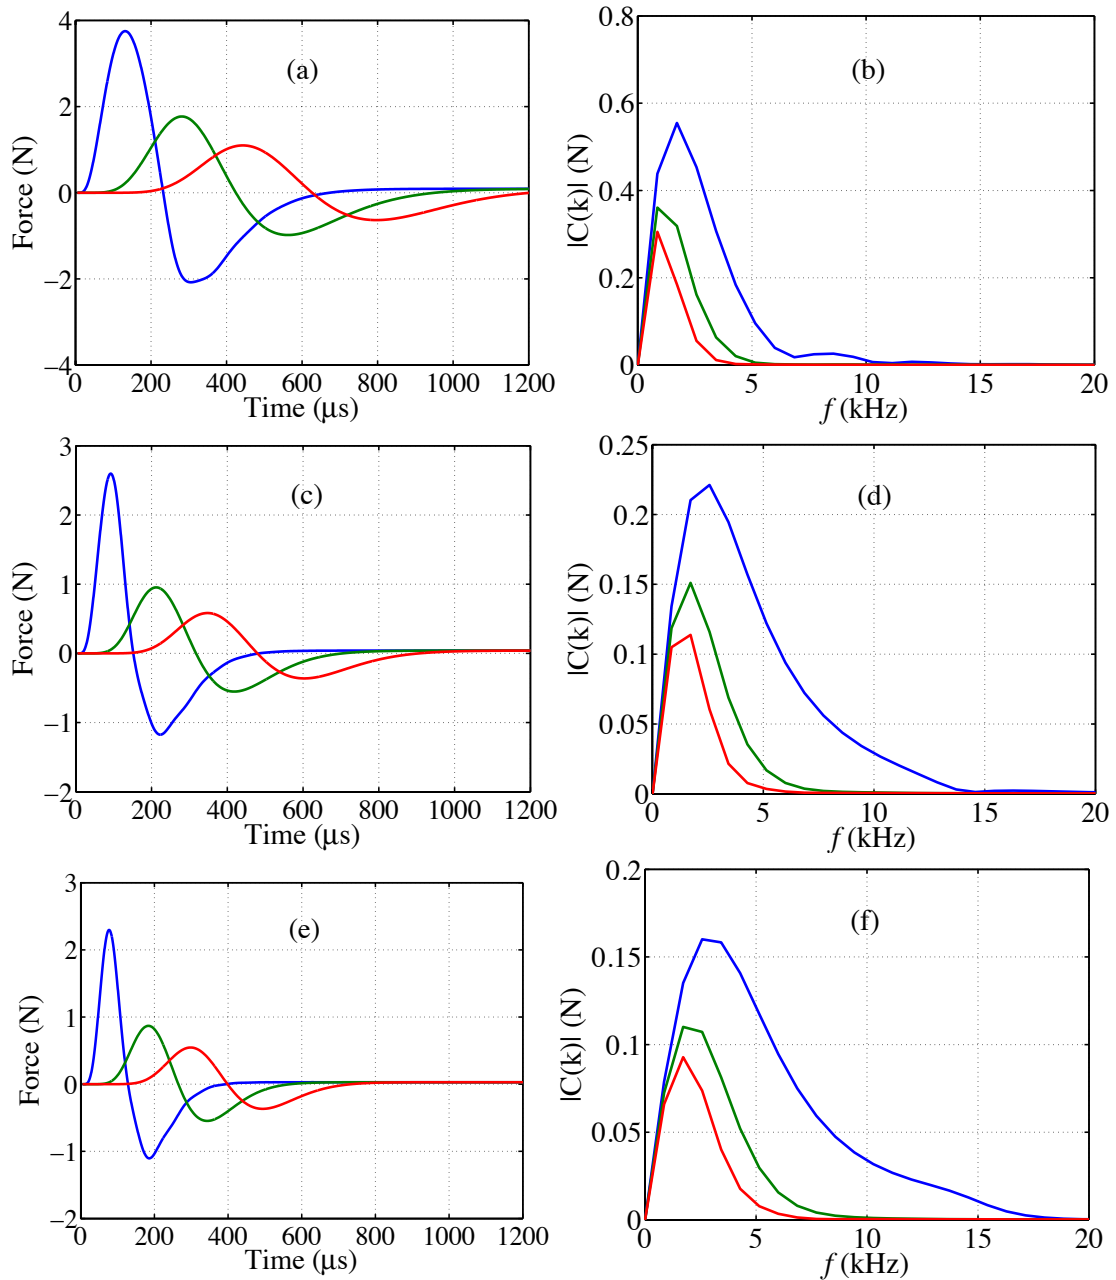 4
2
0
−2
−4
Force (N)
(a)
0 200 400 600 800 1000 1200
Time (μs)
0.8
0.6
0.4
0.2
0
|C(k)| (N)
(b)
0 5 10 15 20
f (kHz)
3
2
1
0
−1
−2
Force (N)
(c)
0 200 400 600 800 1000 1200
Time (μs)
0.25
0.2
0.15
0.1
0.05
0
|C(k)| (N)
(d)
0 5 10 15 20
f (kHz)
3
2
1
0
−1
−2
Force (N)
(e)
0 200 400 600 800 1000 1200
Time (μs)
0.2
0.15
0.1
0.05
0
|C(k)| (N)
(f)
0 5 10 15 20
f (kHz)